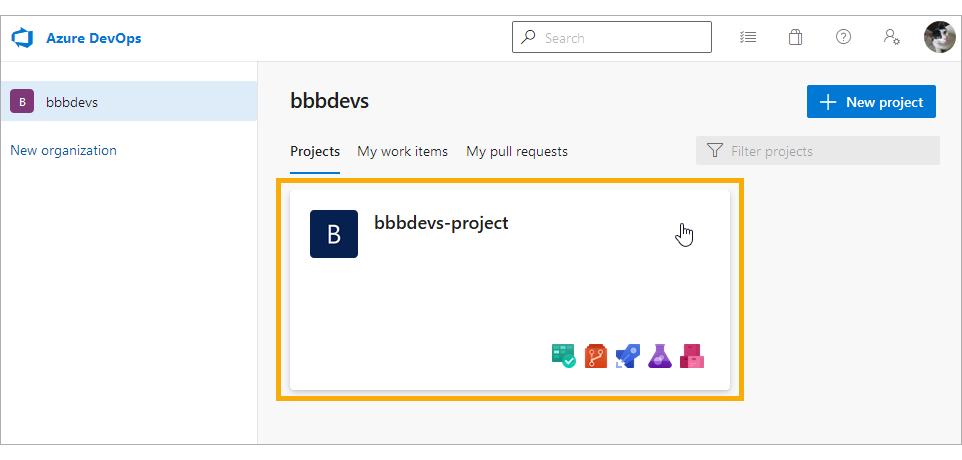 Azure DevOps
Search
B bbbdevs
New organization
bbbdevs
New project
Projects My work items My pull requests
Filter projects
B bbbdevs-project